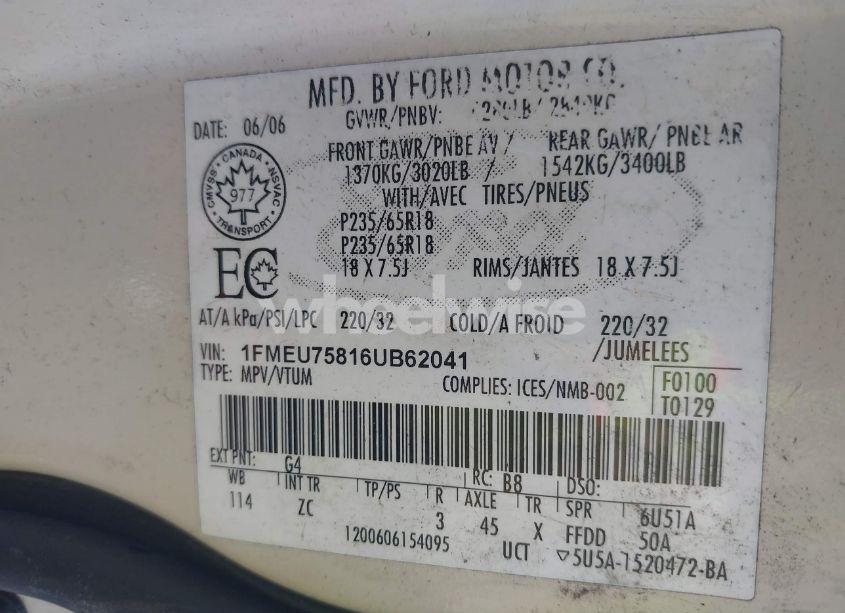 MFD. BY FORD MOTOR CO.
DATE: 06/06
GVWR/PNBV:
FRONT GAWR/PNBE AV / REAR GAWR/ PNBE AR
1370KG/3020LB / 1542KG/3400LB
WITH/AVEC TIRES/PNEUS
P235/65R18
P235/65R18
18 X 7.5J RIMS/JANTES 18 X 7.5J
CANADA
CMVSS NSVAC
977
TRANSPORT
EC
wheelwise
AT/A kPa/PSI/LPC 220/32 COLD/A FROID 220/32
VIN: 1FMEU75816UB62041 /JUMELEES
TYPE: MPV/VTUM COMPLIES: ICES/NMB-002 F0100
T0129
EXT PNT: G4 RC: B8 DSO:
WB INT TR TP/PS R AXLE TR SPR 6U51A
114 ZC 3 45 X FFDD 50A
1200606154095 UCT ▽5U5A-1520472-BA